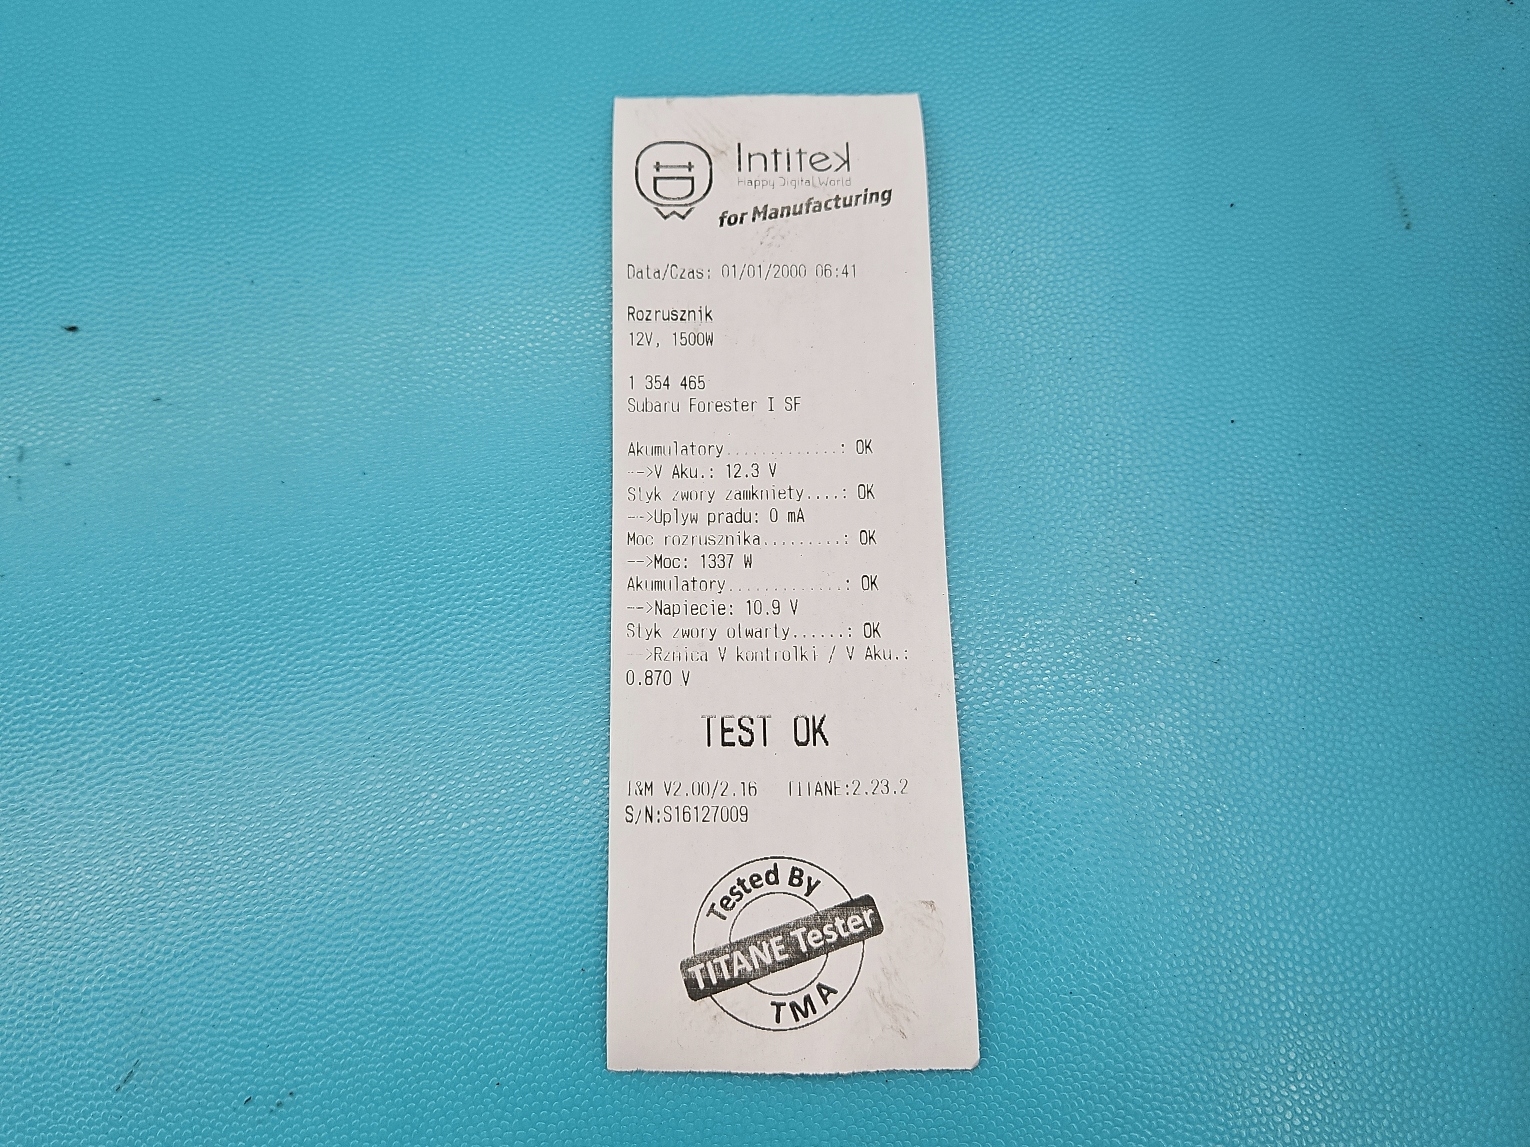 Intitek
Happy Digital World
for Manufacturing
Data/Czas: 01/01/2000 06:41
Rozrusznik
12V, 1500W
1 354 465
Subaru Forester I SF
Akumulatory.............: OK
-->V Aku.: 12.3 V
Styk zwory zamkniety....: OK
-->Uplyw pradu: 0 mA
Moc rozrusznika.........: OK
-->Moc: 1337 W
Akumulatory.............: OK
-->Napiecie: 10.9 V
Styk zwory otwarty......: OK
-->Rznica V kontrolki / V Aku.:
0.870 V
TEST OK
I&M V2.00/2.16 TITANE:2.23.2
S/N:S16127009
Tested By
TITANE Tester
TMA